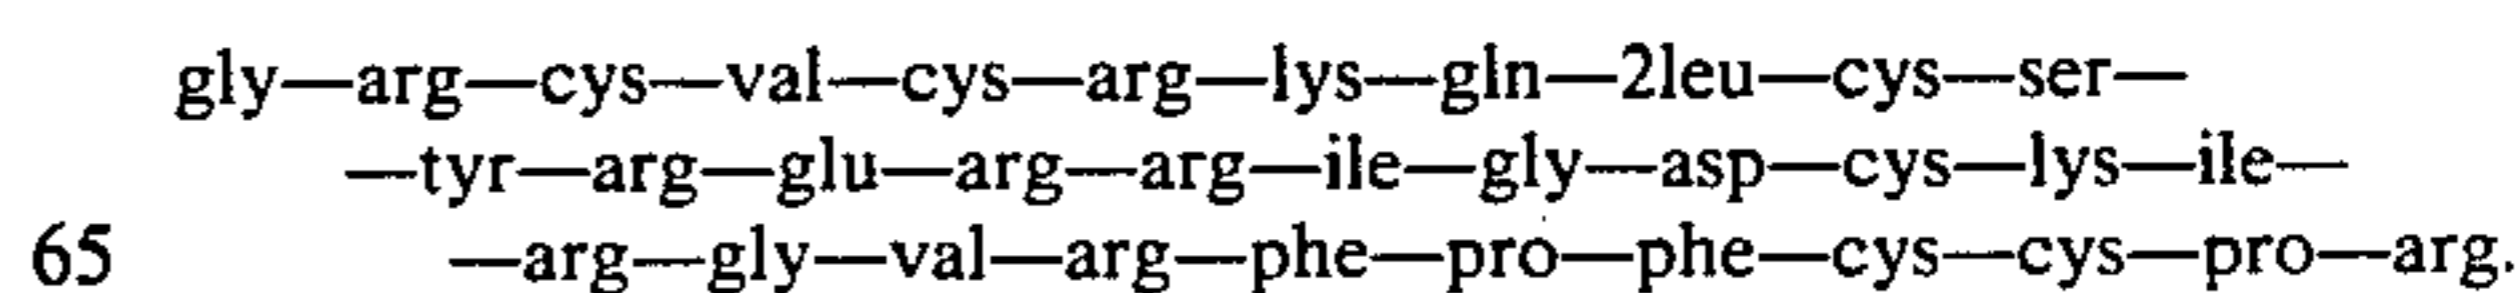 gly—arg—cys—val—cys—arg—lys—gln—2leu—cys—ser—
—tyr—arg—glu—arg—arg—ile—gly—asp—cys—lys—ile—
65 —arg—gly—val—arg—phe—pro—phe—cys—cys—pro—arg.